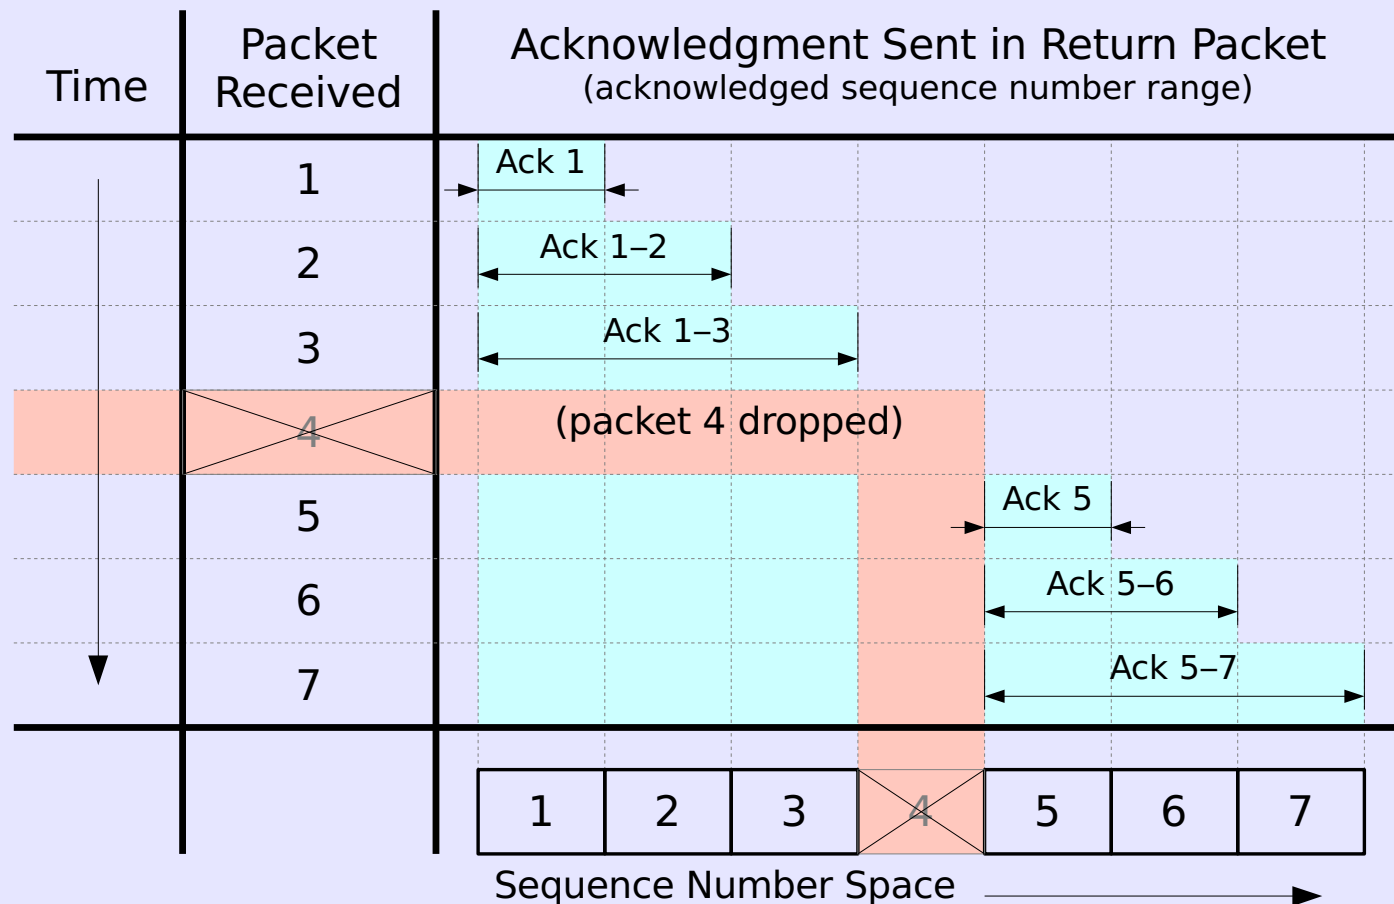 Time
Packet
Received
Acknowledgment Sent in Return Packet
(acknowledged sequence number range)
1
Ack 1
2
Ack 1–2
3
Ack 1–3
4
(packet 4 dropped)
5
Ack 5
6
Ack 5–6
7
Ack 5–7
1 2 3 4 5 6 7
Sequence Number Space